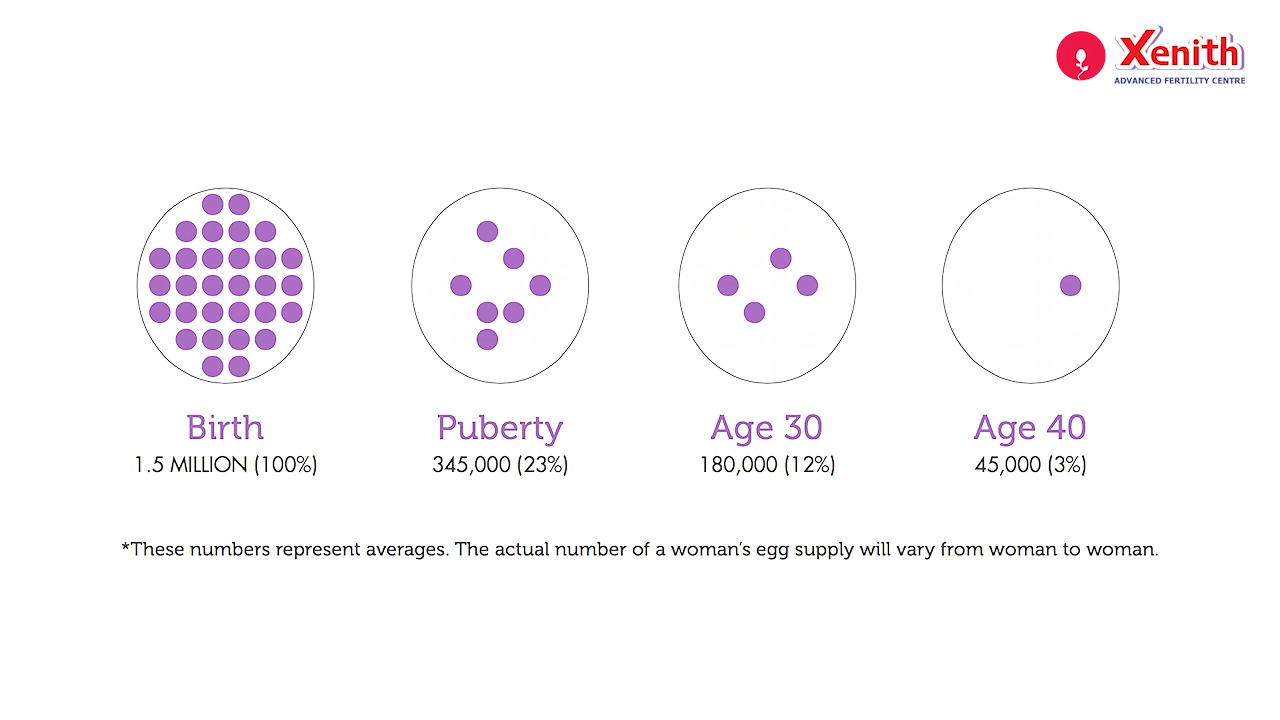 Xenith
ADVANCED FERTILITY CENTRE
Birth
1.5 MILLION (100%)
Puberty
345,000 (23%)
Age 30
180,000 (12%)
Age 40
45,000 (3%)
*These numbers represent averages. The actual number of a woman’s egg supply will vary from woman to woman.